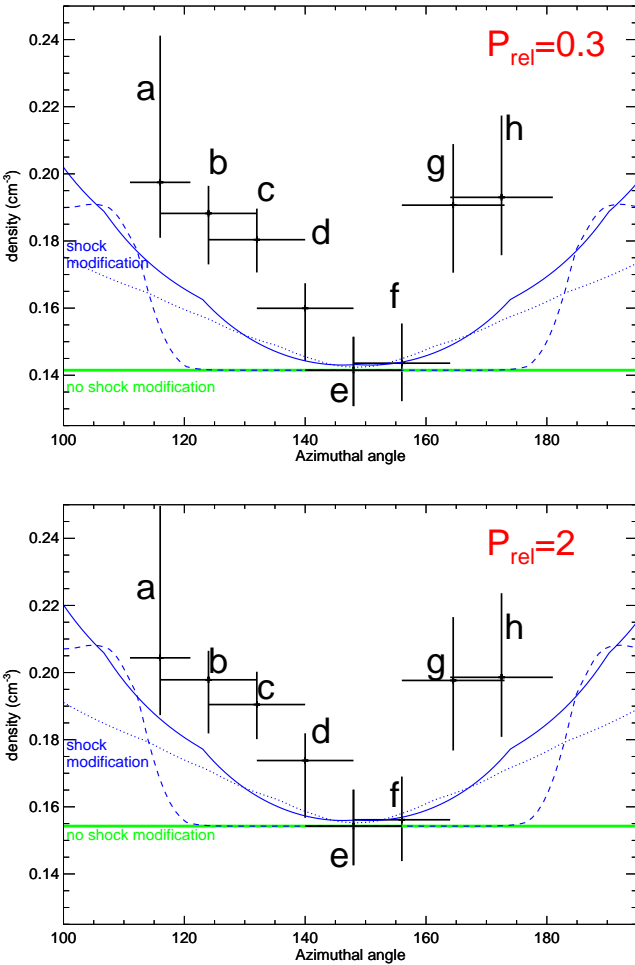 P_rel=0.3
density (cm⁻³)
0.24
0.22
0.20
0.18
0.16
0.14
a
b
c
d
e
f
g
h
shock
modification
no shock modification
100 120 140 160 180
Azimuthal angle
P_rel=2
density (cm⁻³)
0.24
0.22
0.20
0.18
0.16
0.14
a
b
c
d
e
f
g
h
shock
modification
no shock modification
100 120 140 160 180
Azimuthal angle